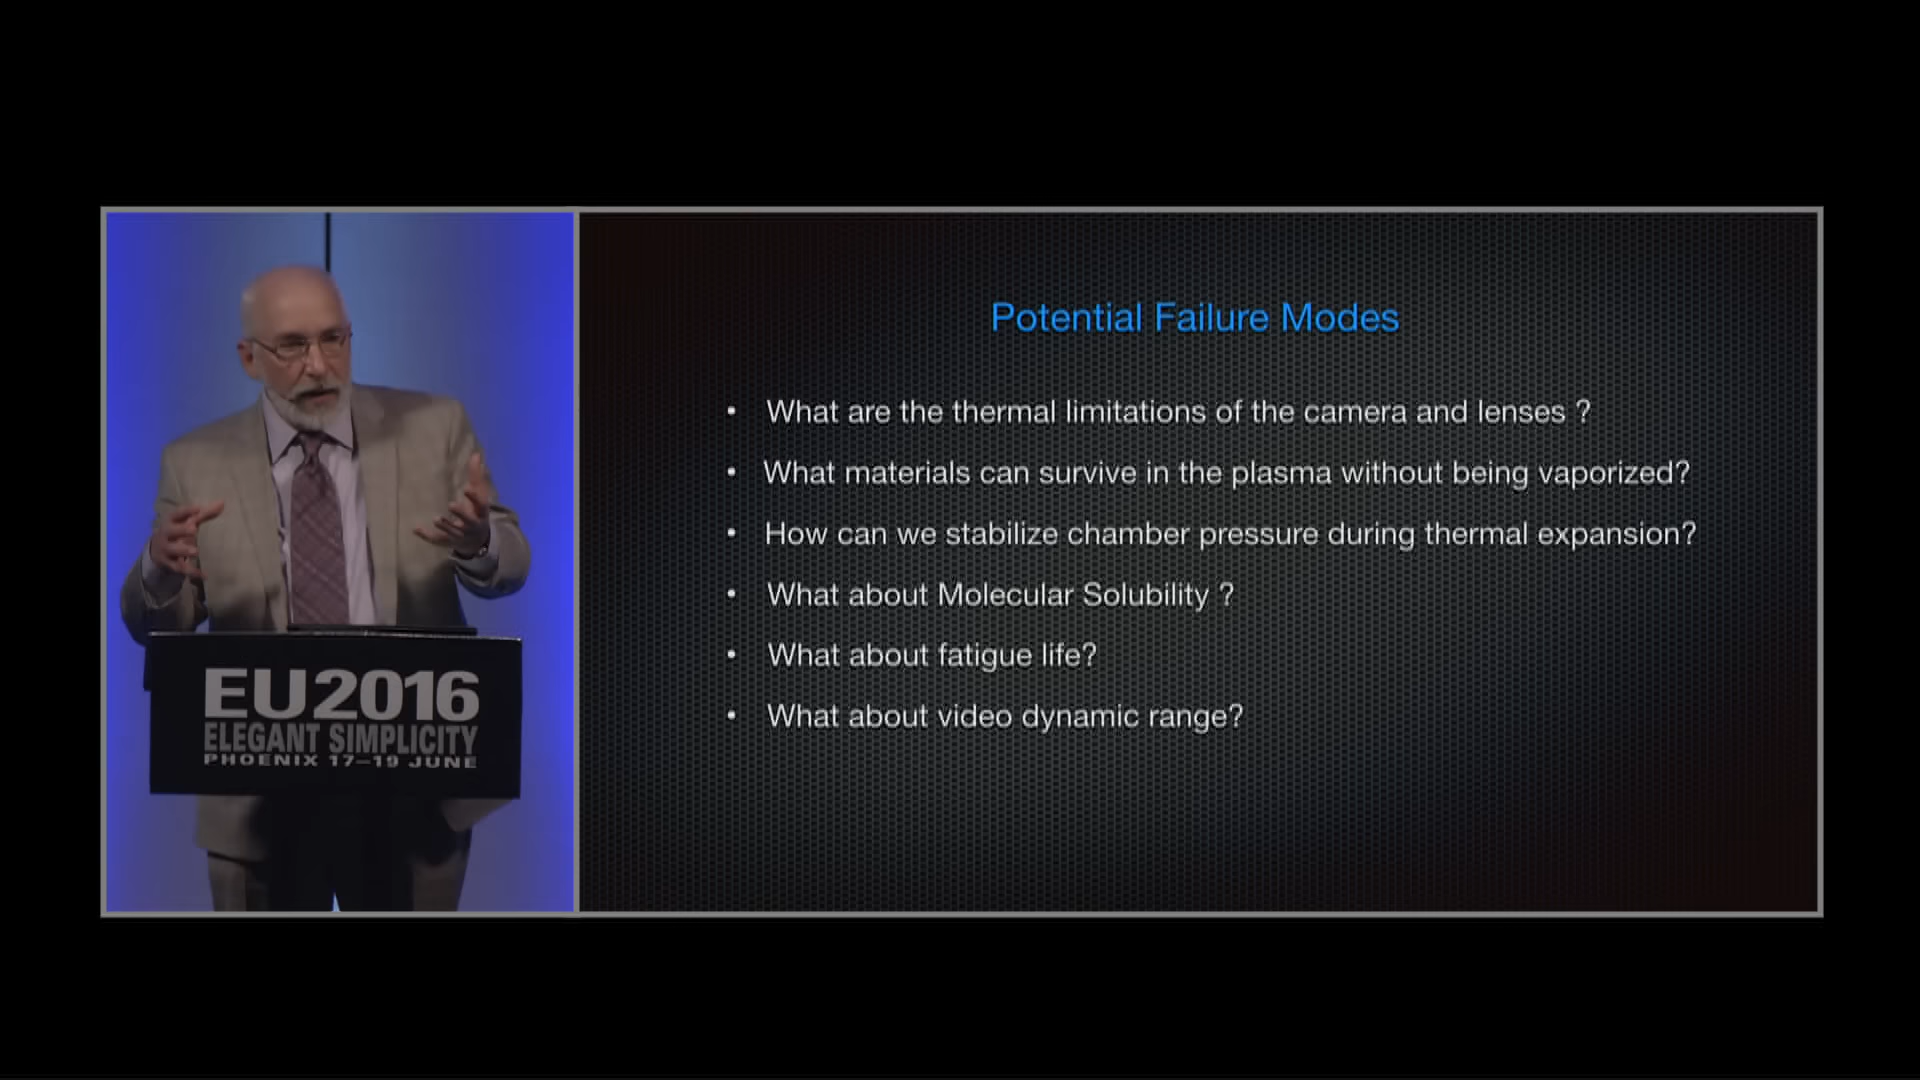 Potential Failure Modes
• What are the thermal limitations of the camera and lenses ?
• What materials can survive in the plasma without being vaporized?
• How can we stabilize chamber pressure during thermal expansion?
• What about Molecular Solubility ?
• What about fatigue life?
• What about video dynamic range?
EU2016
ELEGANT SIMPLICITY
PHOENIX 17–19 JUNE